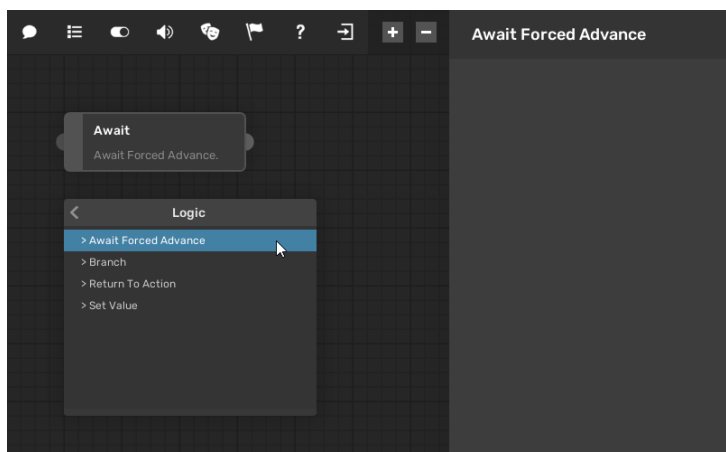 Await Forced Advance
Await
Await Forced Advance.
Logic
> Await Forced Advance
> Branch
> Return To Action
> Set Value